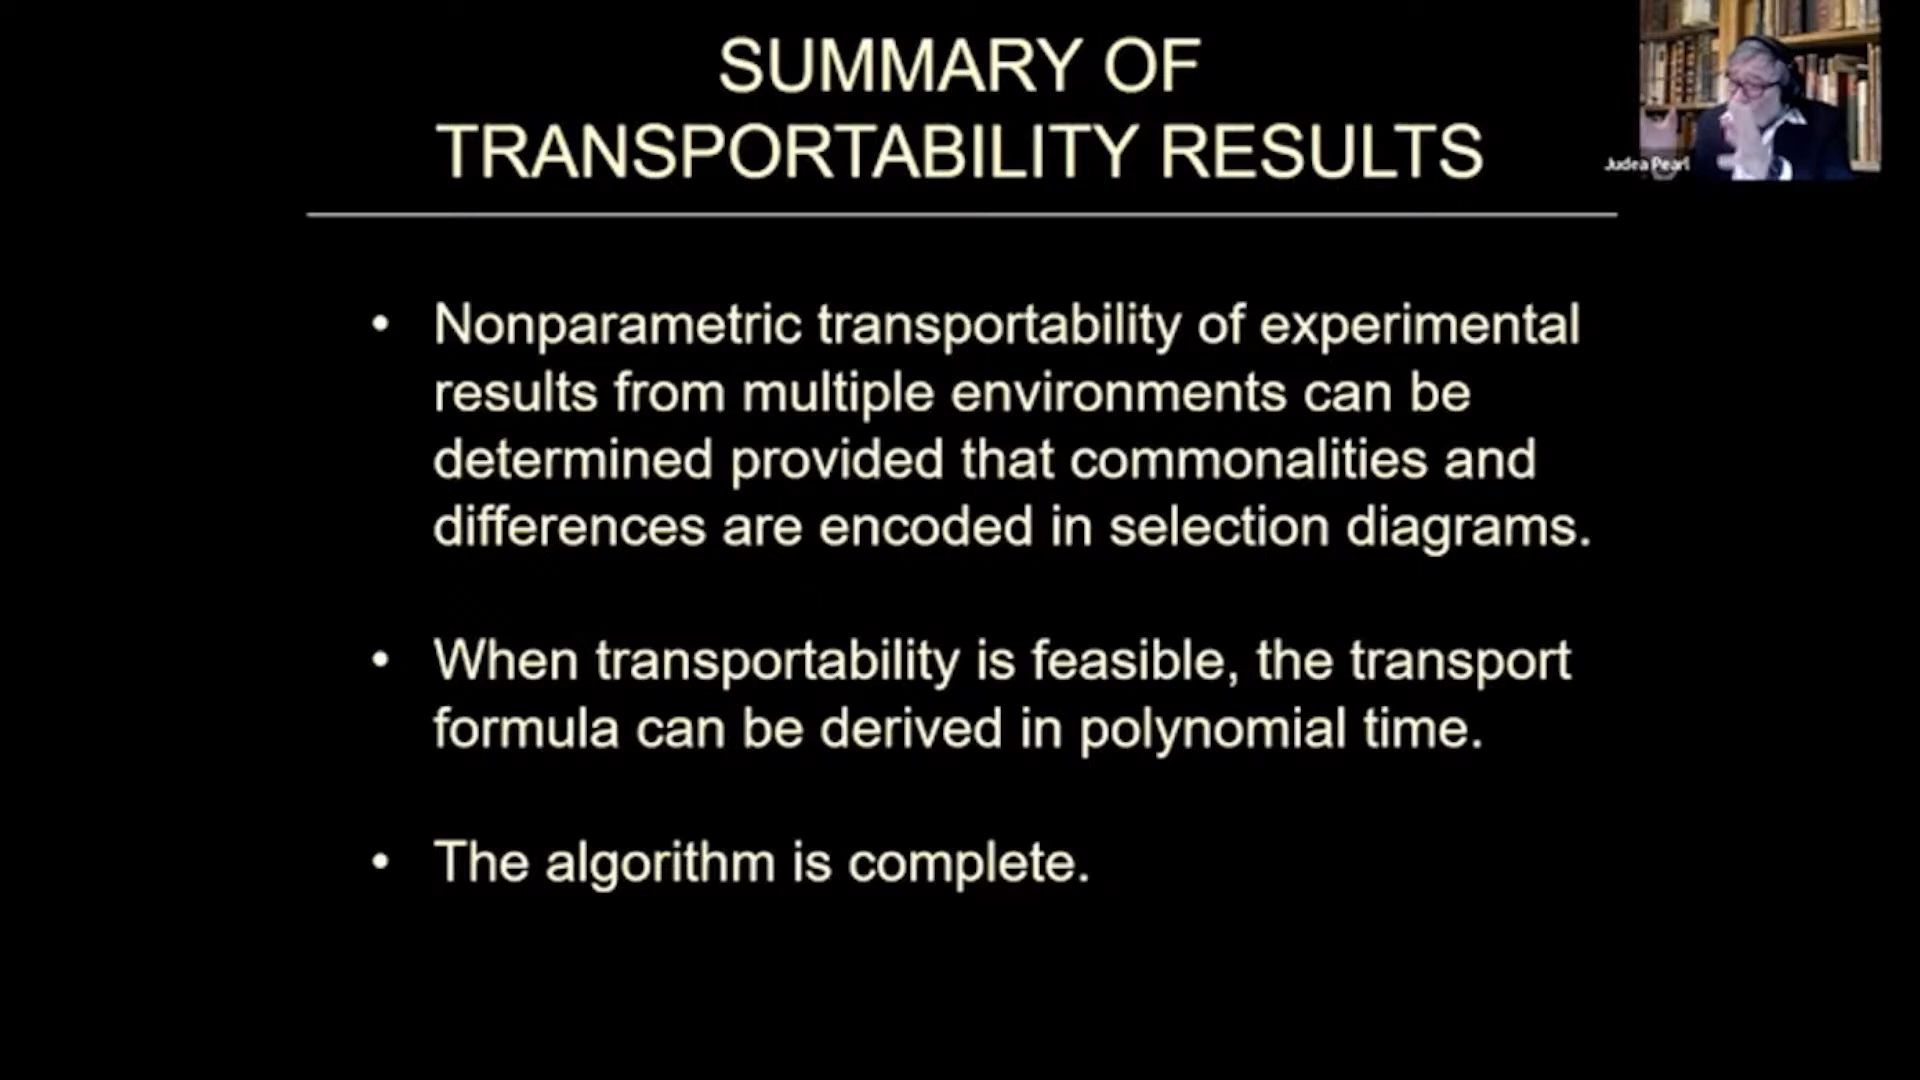 SUMMARY OF
TRANSPORTABILITY RESULTS
Judea Pearl
• Nonparametric transportability of experimental
results from multiple environments can be
determined provided that commonalities and
differences are encoded in selection diagrams.
• When transportability is feasible, the transport
formula can be derived in polynomial time.
• The algorithm is complete.